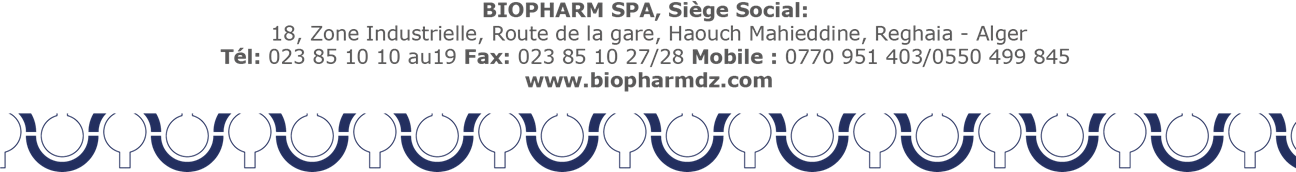 BIOPHARM SPA, Siège Social:
18, Zone Industrielle, Route de la gare, Haouch Mahieddine, Reghaia - Alger
Tél: 023 85 10 10 au19 Fax: 023 85 10 27/28 Mobile : 0770 951 403/0550 499 845
www.biopharmdz.com